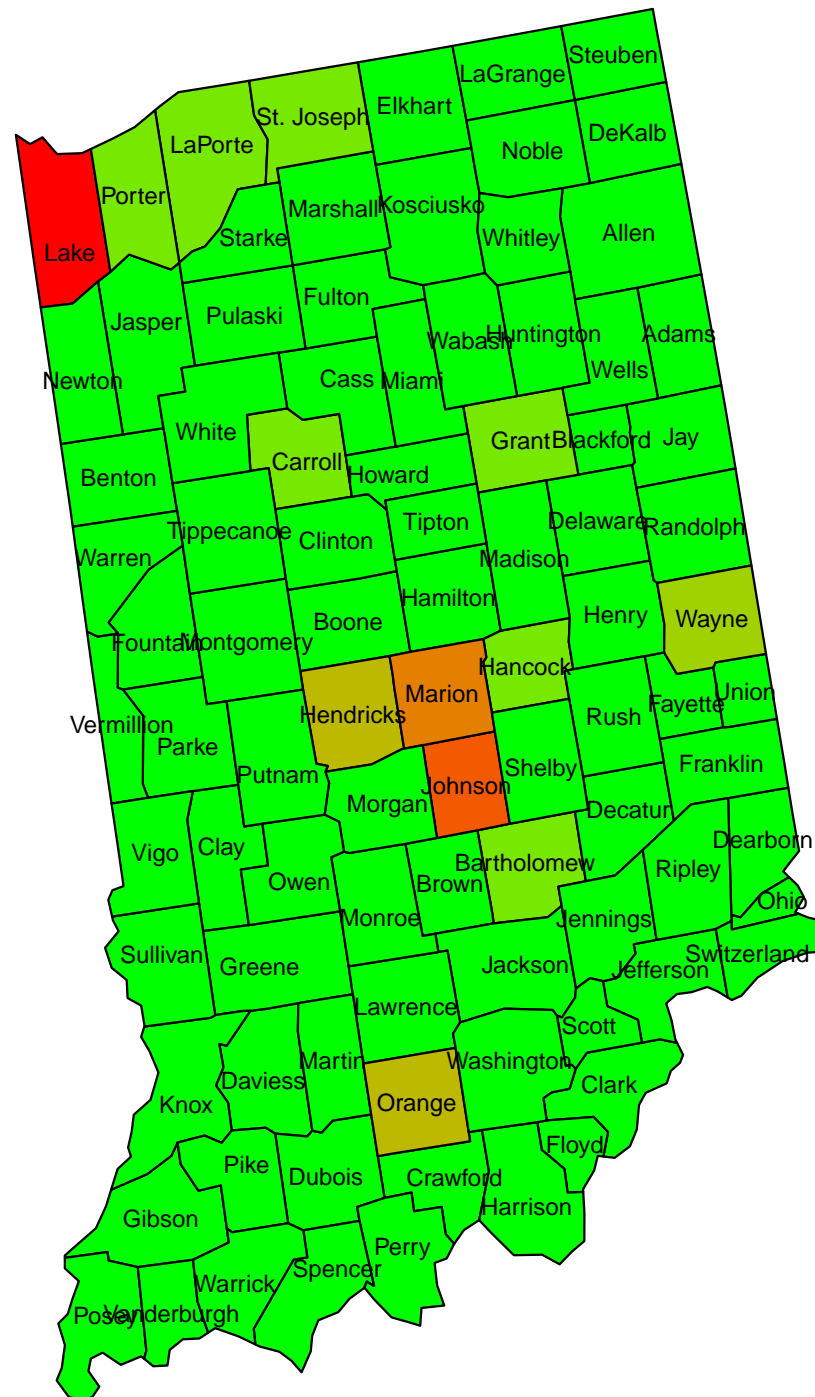 Steuben
LaGrange
Elkhart
St. Joseph
LaPorte
DeKalb
Noble
Porter
Kosciusko
Marshall
Allen
Whitley
Starke
Lake
Fulton
Pulaski
Jasper
Adams
Huntington
Wabash
Wells
Cass
Miami
Newton
White
Grant
Blackford
Jay
Carroll
Howard
Benton
Tipton
Delaware
Randolph
Tippecanoe
Clinton
Madison
Warren
Hamilton
Henry
Wayne
Boone
Fountain
Montgomery
Hancock
Marion
Union
Fayette
Hendricks
Rush
Vermillion
Parke
Franklin
Shelby
Putnam
Johnson
Morgan
Decatur
Dearborn
Clay
Vigo
Bartholomew
Ripley
Owen
Brown
Ohio
Monroe
Jennings
Sullivan
Switzerland
Greene
Jackson
Jefferson
Lawrence
Scott
Martin
Washington
Daviess
Clark
Knox
Orange
Floyd
Pike
Dubois
Crawford
Harrison
Gibson
Perry
Spencer
Warrick
Posey
Vanderburgh